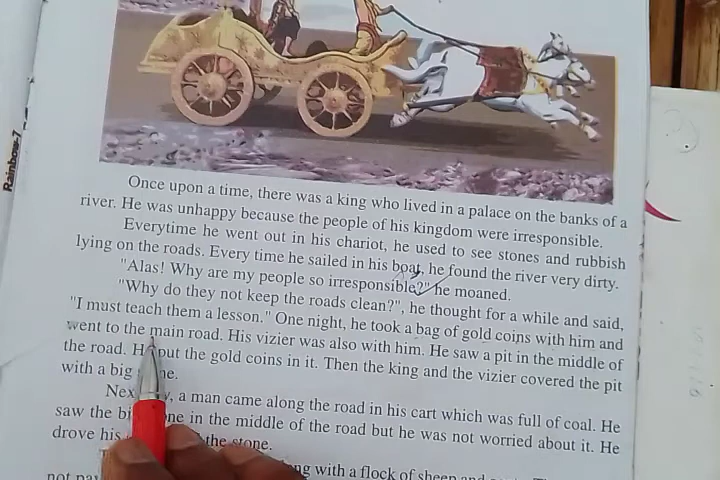 Rainbow-7
Once upon a time, there was a king who lived in a palace on the banks of a
river. He was unhappy because the people of his kingdom were irresponsible.
Everytime he went out in his chariot, he used to see stones and rubbish
lying on the roads. Every time he sailed in his boat, he found the river very dirty.
"Alas! Why are my people so irresponsible?" he moaned.
"Why do they not keep the roads clean?", he thought for a while and said,
"I must teach them a lesson." One night, he took a bag of gold coins with him and
went to the main road. His vizier was also with him. He saw a pit in the middle of
the road. put the gold coins in it. Then the king and the vizier covered the pit
with a big
a man came along the road in his cart which was full of coal. He
saw the in the middle of the road but he was not worried about it. He
drove his the stone.
with a flock of sheep and
not